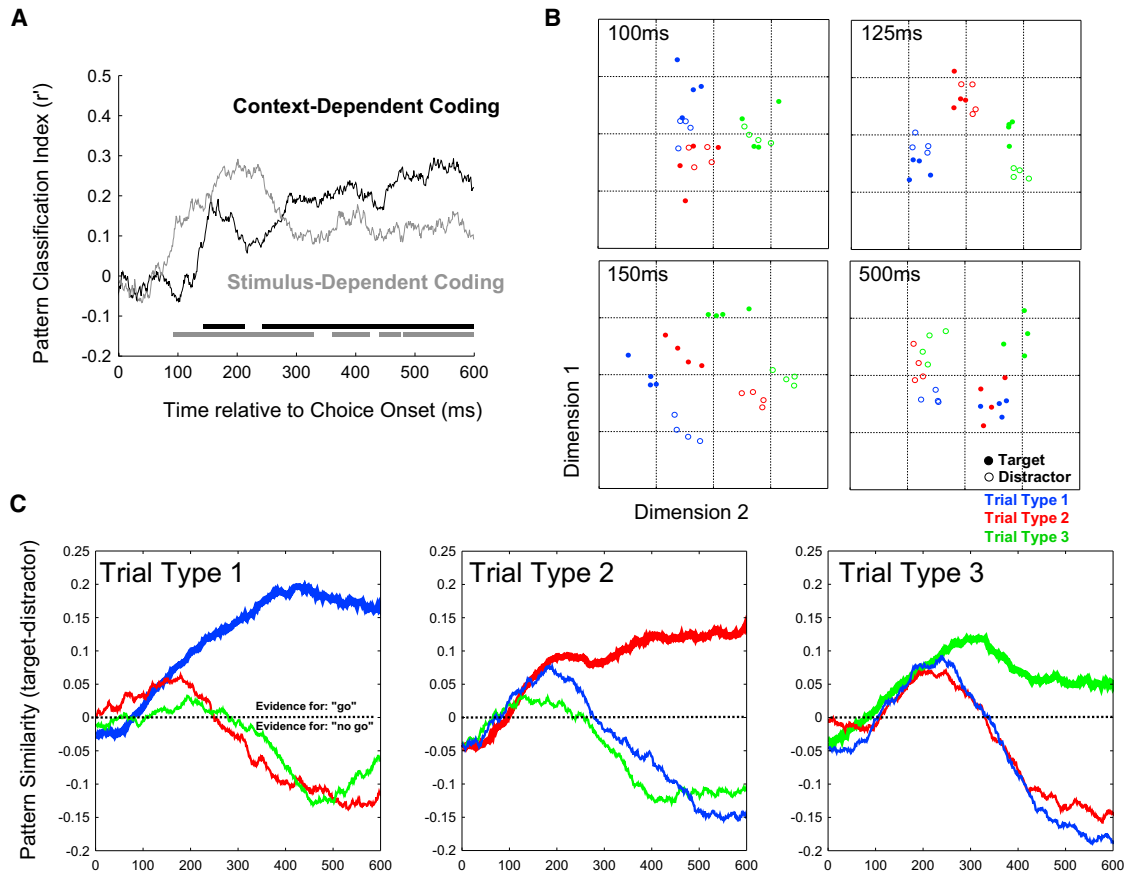 A
Pattern Classification Index (r')
0.5
0.4
0.3
0.2
0.1
0
-0.1
-0.2
Context-Dependent Coding
Stimulus-Dependent Coding
0 100 200 300 400 500 600
Time relative to Choice Onset (ms)
B
100ms
125ms
150ms
500ms
Dimension 1
Dimension 2
Target
Distractor
Trial Type 1
Trial Type 2
Trial Type 3
C
Pattern Similarity (target-distractor)
Trial Type 1
0.25
0.2
0.15
0.1
0.05
0
-0.05
-0.1
-0.15
-0.2
Evidence for: "go"
Evidence for: "no go"
0 100 200 300 400 500 600
Trial Type 2
0.25
0.2
0.15
0.1
0.05
0
-0.05
-0.1
-0.15
-0.2
0 100 200 300 400 500 600
Trial Type 3
0.25
0.2
0.15
0.1
0.05
0
-0.05
-0.1
-0.15
-0.2
0 100 200 300 400 500 600